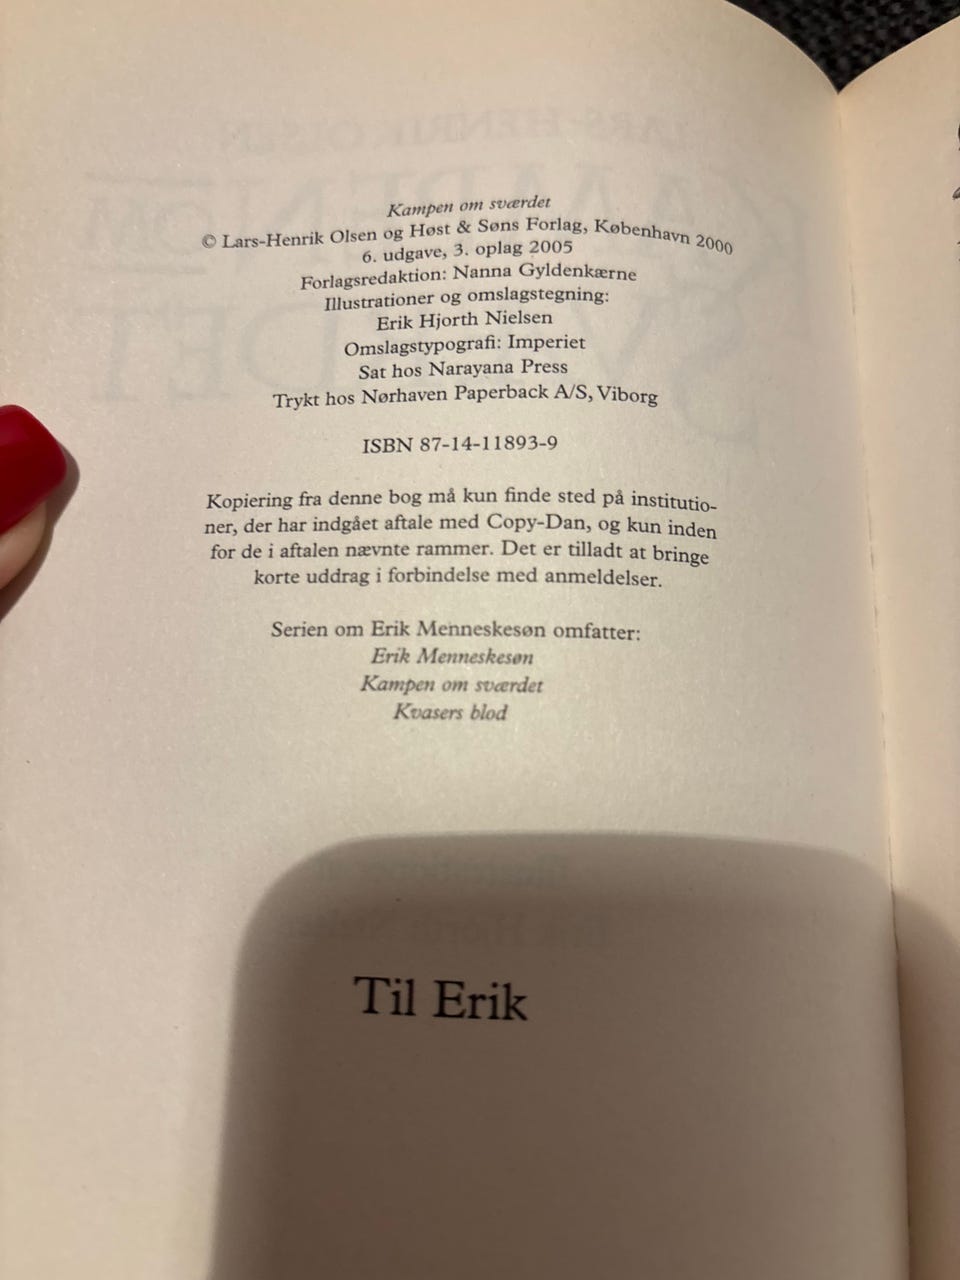 Kampen om sværdet
© Lars-Henrik Olsen og Høst & Søns Forlag, København 2000
6. udgave, 3. oplag 2005
Forlagsredaktion: Nanna Gyldenkærne
Illustrationer og omslagstegning:
Erik Hjorth Nielsen
Omslagstypografi: Imperiet
Sat hos Narayana Press
Trykt hos Nørhaven Paperback A/S, Viborg
ISBN 87-14-11893-9
Kopiering fra denne bog må kun finde sted på institutio-
ner, der har indgået aftale med Copy-Dan, og kun inden
for de i aftalen nævnte rammer. Det er tilladt at bringe
korte uddrag i forbindelse med anmeldelser.
Serien om Erik Menneskesøn omfatter:
Erik Menneskesøn
Kampen om sværdet
Kvasers blod
Til Erik